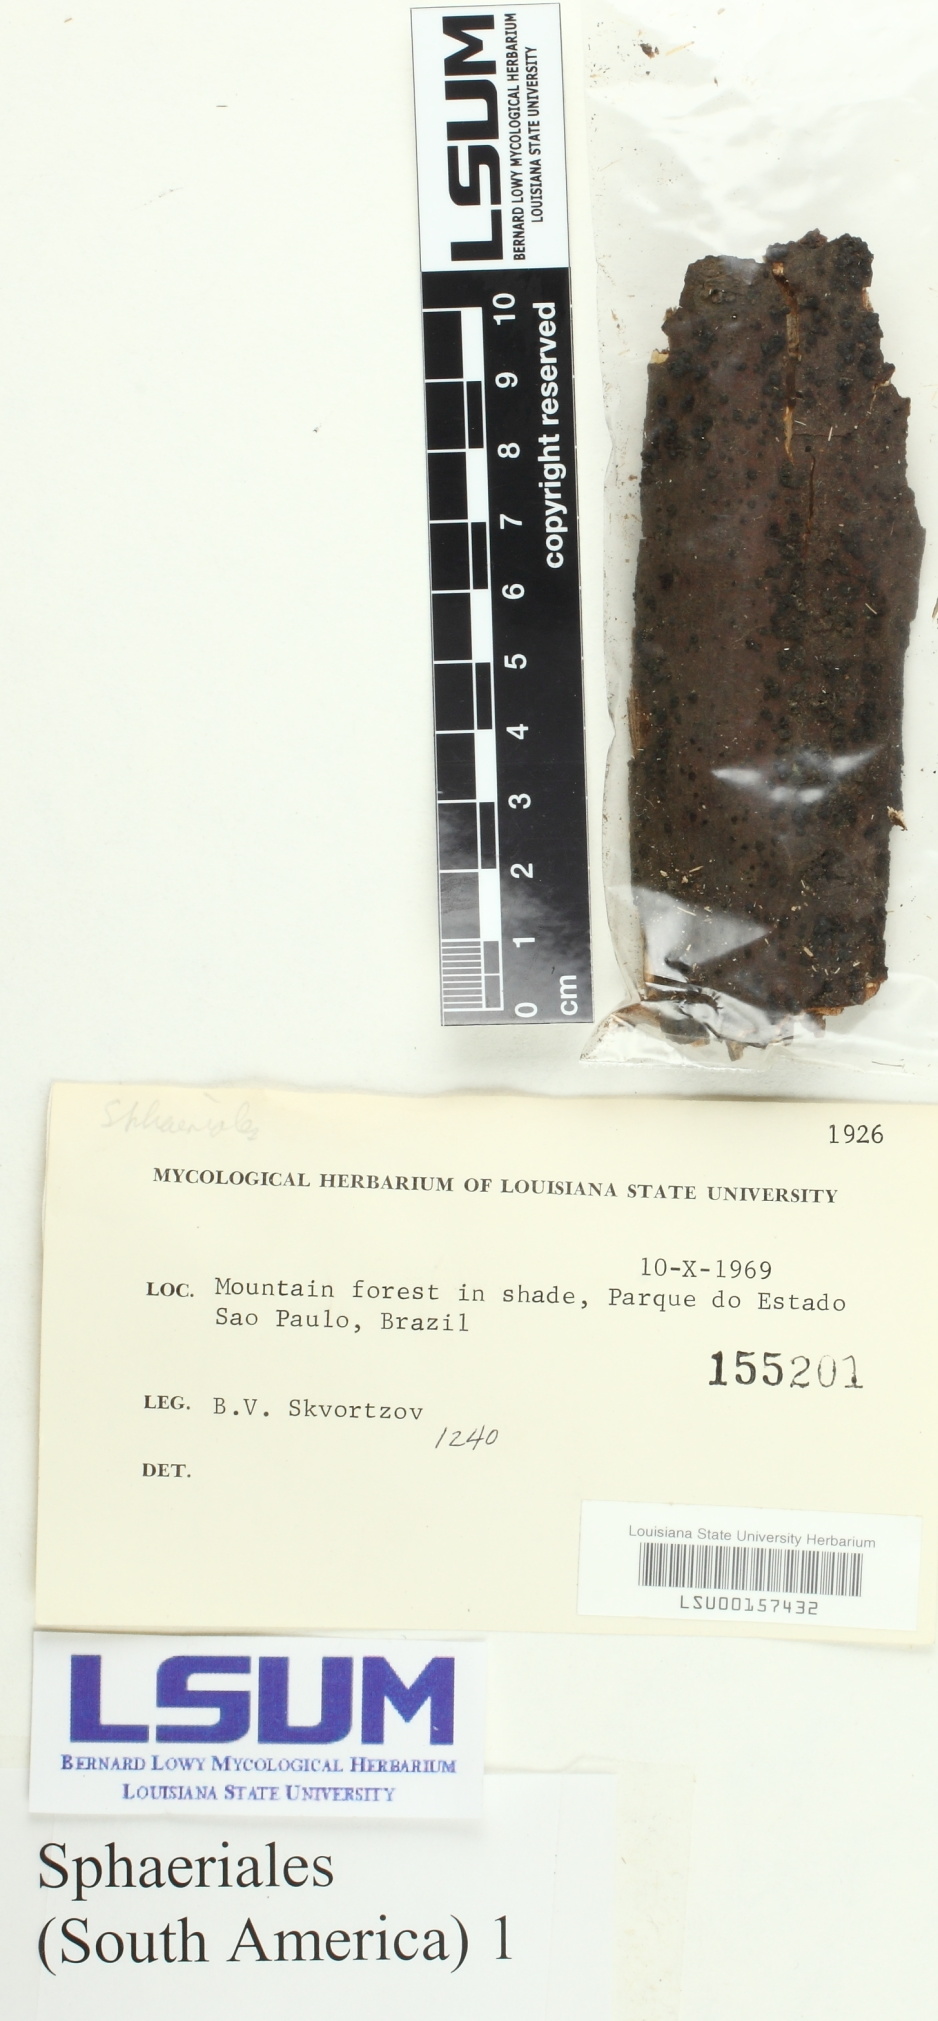 LSUM
BERNARD LOWY MYCOLOGICAL HERBARIUM
LOUISIANA STATE UNIVERSITY
10
9
8
7
6
5
4
3
2
1
0
cm
copyright reserved
Sphaeriales
1926
MYCOLOGICAL HERBARIUM OF LOUISIANA STATE UNIVERSITY
10-X-1969
LOC. Mountain forest in shade, Parque do Estado
Sao Paulo, Brazil
155201
LEG. B.V. Skvortzov
1240
DET.
Louisiana State University Herbarium
LSU00157432
LSUM
BERNARD LOWY MYCOLOGICAL HERBARIUM
LOUISIANA STATE UNIVERSITY
Sphaeriales
(South America) 1